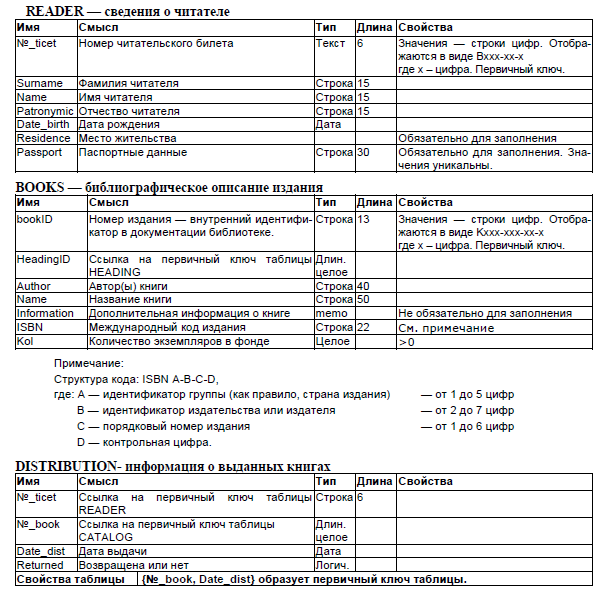 READER — сведения о читателе
Имя Смысл Тип Длина Свойства
№_ticet Номер читательского билета Текст 6 Значения — строки цифр. Отобра-
жаются в виде Вxxx-xx-x
где x – цифра. Первичный ключ.
Surname Фамилия читателя Строка 15
Name Имя читателя Строка 15
Patronymic Отчество читателя Строка 15
Date_birth Дата рождения Дата
Residence Место жительства Обязательно для заполнения
Passport Паспортные данные Строка 30 Обязательно для заполнения. Зна-
чения уникальны.
BOOKS — библиографическое описание издания
Имя Смысл Тип Длина Свойства
bookID Номер издания — внутренний идентифи- Строка 13 Значения — строки цифр. Отобра-
катор в документации библиотеке. жаются в виде Кxxx-xxx-xx-x
где x – цифра. Первичный ключ.
HeadingID Ссылка на первичный ключ таблицы Длин.
HEADING целое
Author Автор(ы) книги Строка 40
Name Название книги Строка 50
Information Дополнительная информация о книге memo Не обязательно для заполнения
ISBN Международный код издания Строка 22 См. примечание
Kol Количество экземпляров в фонде Целое >0
Примечание:
Структура кода: ISBN A-B-C-D,
где: A — идентификатор группы (как правило, страна издания) — от 1 до 5 цифр
B — идентификатор издательства или издателя — от 2 до 7 цифр
C — порядковый номер издания — от 1 до 6 цифр
D — контрольная цифра.
DISTRIBUTION- информация о выданных книгах
Имя Смысл Тип Длина Свойства
№_ticet Ссылка на первичный ключ таблицы Строка 6
READER
№_book Ссылка на первичный ключ таблицы Длин.
CATALOG целое
Date_dist Дата выдачи Дата
Returned Возвращена или нет Логич.
Свойства таблицы {№_book, Date_dist} образует первичный ключ таблицы.